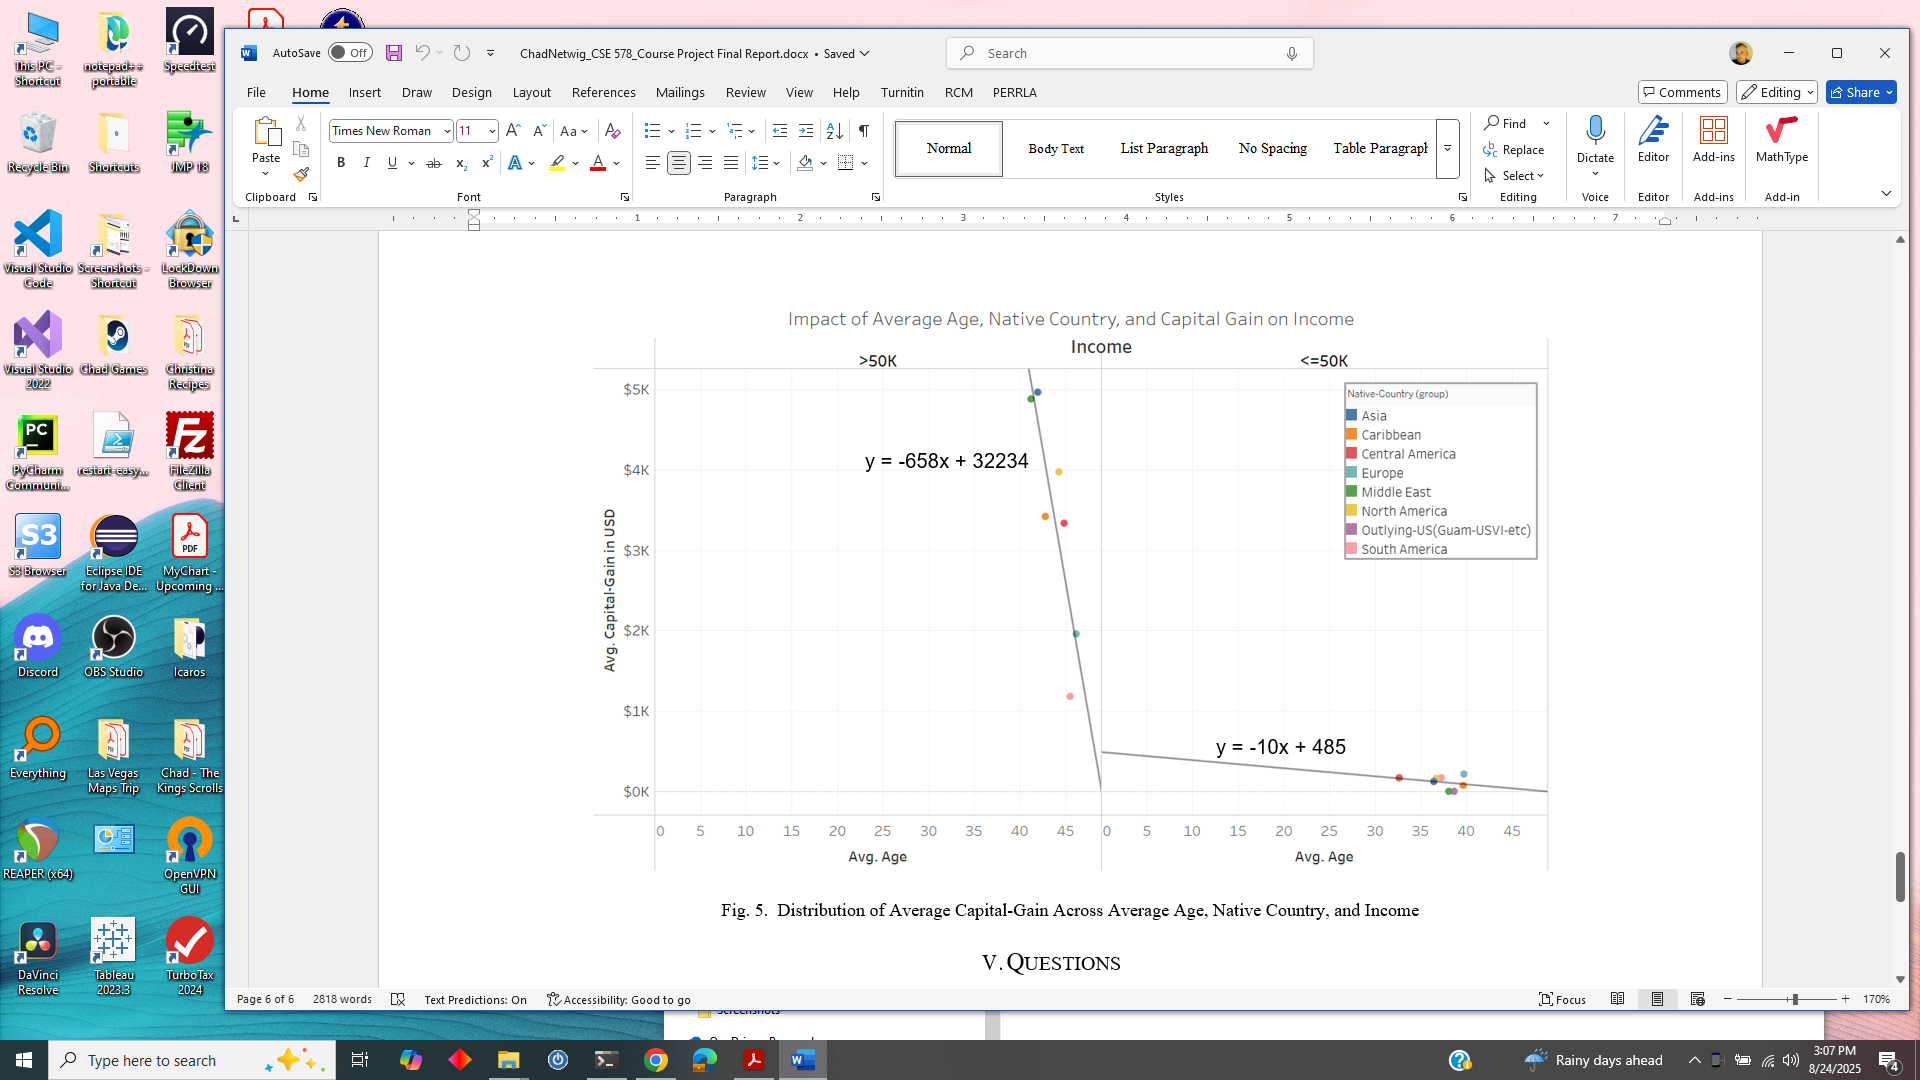 This PC - Shortcut
notepad++ portable
Speedtest
Recycle Bin
Shortcuts
JMP 18
Visual Studio Code
Screenshots - Shortcut
LockDown Browser
Visual Studio 2022
Chad Games
Christina Recipes
PyCharm Communi...
restart-easy...
FileZilla Client
S3 Browser
Eclipse IDE for Java De...
MyChart - Upcoming ...
Discord
OBS Studio
Icaros
Everything
Las Vegas Maps Trip
Chad - The Kings Scrolls
REAPER (x64)
OpenVPN GUI
DaVinci Resolve
Tableau 2023.3
TurboTax 2024
AutoSave Off ChadNetwig_CSE 578_Course Project Final Report.docx • Saved Search
File Home Insert Draw Design Layout References Mailings Review View Help Turnitin RCM PERRLA Comments Editing Share
Paste
Clipboard
Times New Roman 11
Font
Paragraph
Normal Body Text List Paragraph No Spacing Table Paragraph
Styles
Find
Replace
Select
Editing
Dictate
Voice
Editor
Editor
Add-ins
Add-ins
MathType
Add-in
1 2 3 4 5 6 7
Impact of Average Age, Native Country, and Capital Gain on Income
Income
>50K <=50K
Native-Country (group)
Asia
Caribbean
Central America
Europe
Middle East
North America
Outlying-US(Guam-USVI-etc)
South America
y = -658x + 32234
y = -10x + 485
Avg. Capital-Gain in USD
$5K
$4K
$3K
$2K
$1K
$0K
0 5 10 15 20 25 30 35 40 45 0 5 10 15 20 25 30 35 40 45
Avg. Age Avg. Age
Fig. 5. Distribution of Average Capital-Gain Across Average Age, Native Country, and Income
V. QUESTIONS
Page 6 of 6 2818 words Text Predictions: On Accessibility: Good to go Focus 170%
Type here to search
Rainy days ahead
3:07 PM
8/24/2025
4